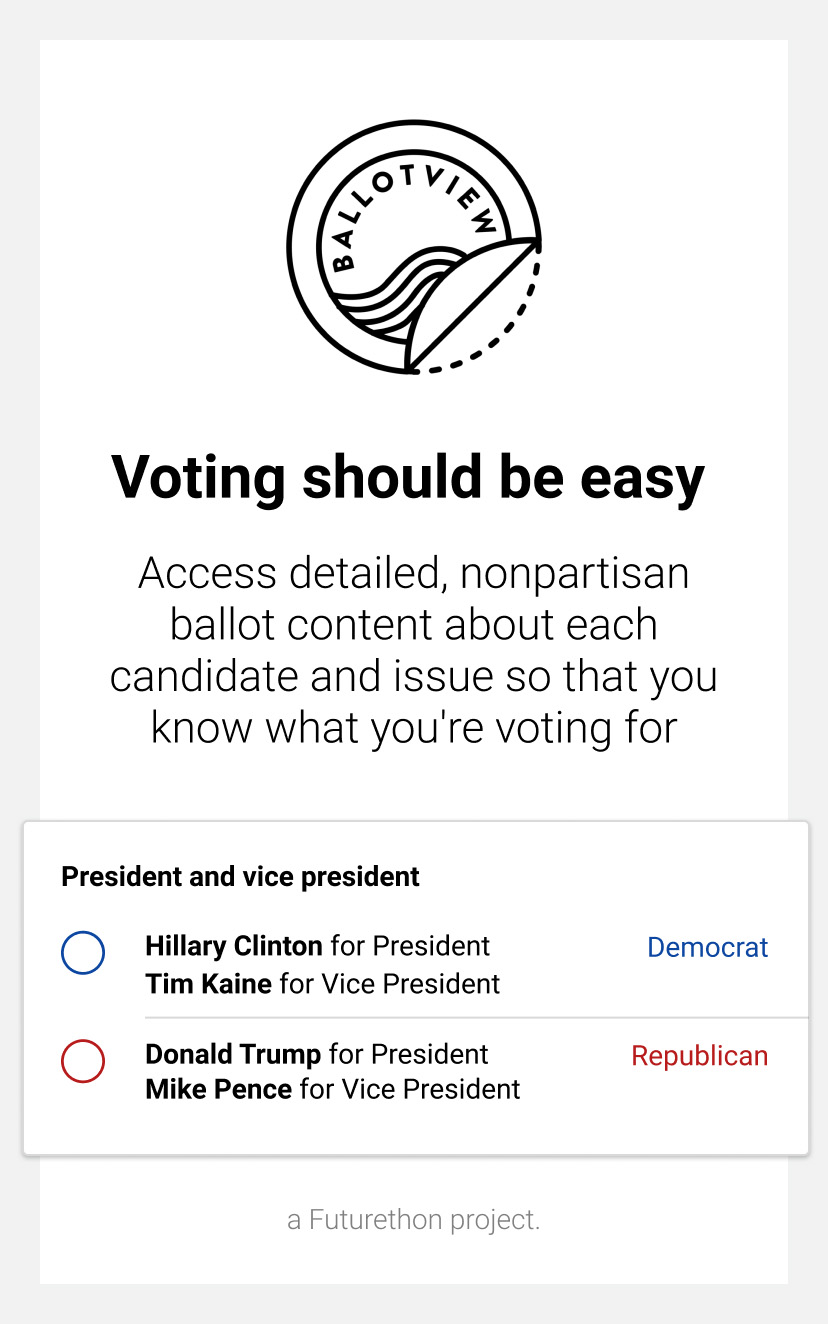 BALLOTVIEW
Voting should be easy
Access detailed, nonpartisan
ballot content about each
candidate and issue so that you
know what you're voting for
President and vice president
Hillary Clinton for President Democrat
Tim Kaine for Vice President
Donald Trump for President Republican
Mike Pence for Vice President
a Futurethon project.